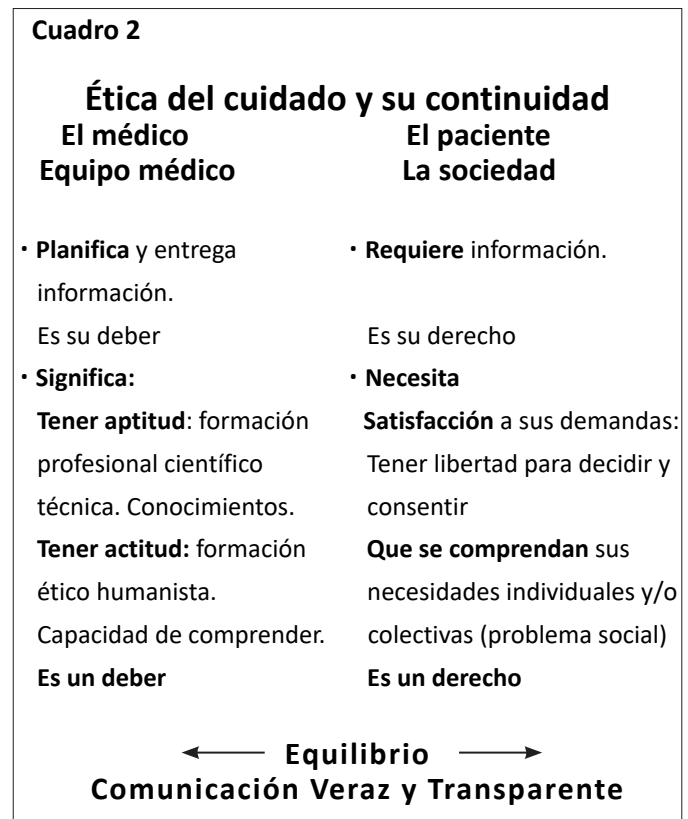 Cuadro 2
Ética del cuidado y su continuidad
El médico
Equipo médico
El paciente
La sociedad
· Planifica y entrega
información.
Es su deber
· Significa:
Tener aptitud: formación
profesional científico
técnica. Conocimientos.
Tener actitud: formación
ético humanista.
Capacidad de comprender.
Es un deber
· Requiere información.
Es su derecho
· Necesita
Satisfacción a sus demandas:
Tener libertad para decidir y
consentir
Que se comprendan sus
necesidades individuales y/o
colectivas (problema social)
Es un derecho
Equilibrio
Comunicación Veraz y Transparente